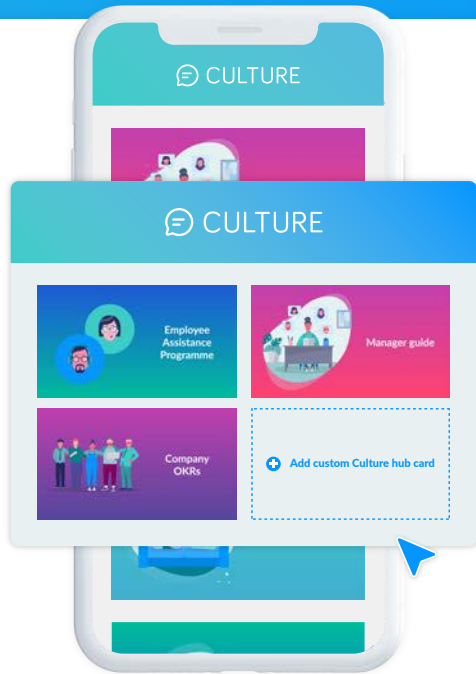 CULTURE
CULTURE
Employee
Assistance
Programme
Manager guide
Company
OKRs
Add custom Culture hub card